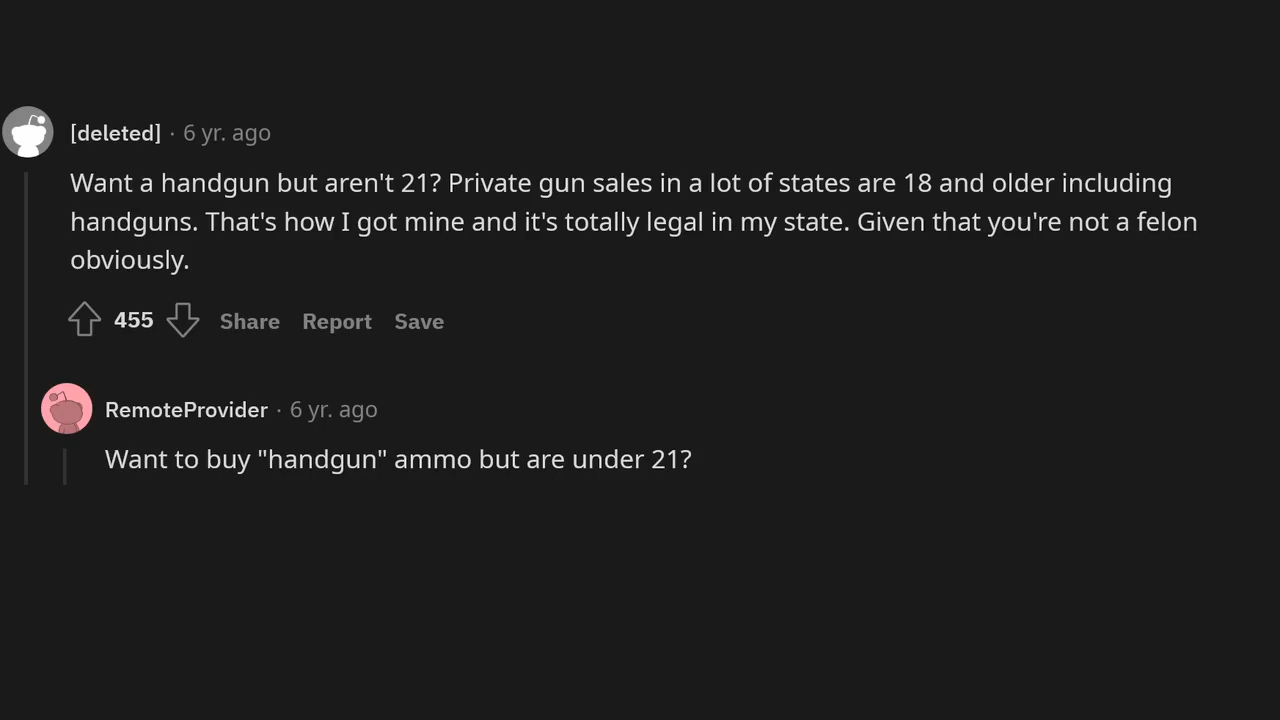 [deleted] · 6 yr. ago
Want a handgun but aren't 21? Private gun sales in a lot of states are 18 and older including
handguns. That's how I got mine and it's totally legal in my state. Given that you're not a felon
obviously.
455 Share Report Save
RemoteProvider · 6 yr. ago
Want to buy "handgun" ammo but are under 21?